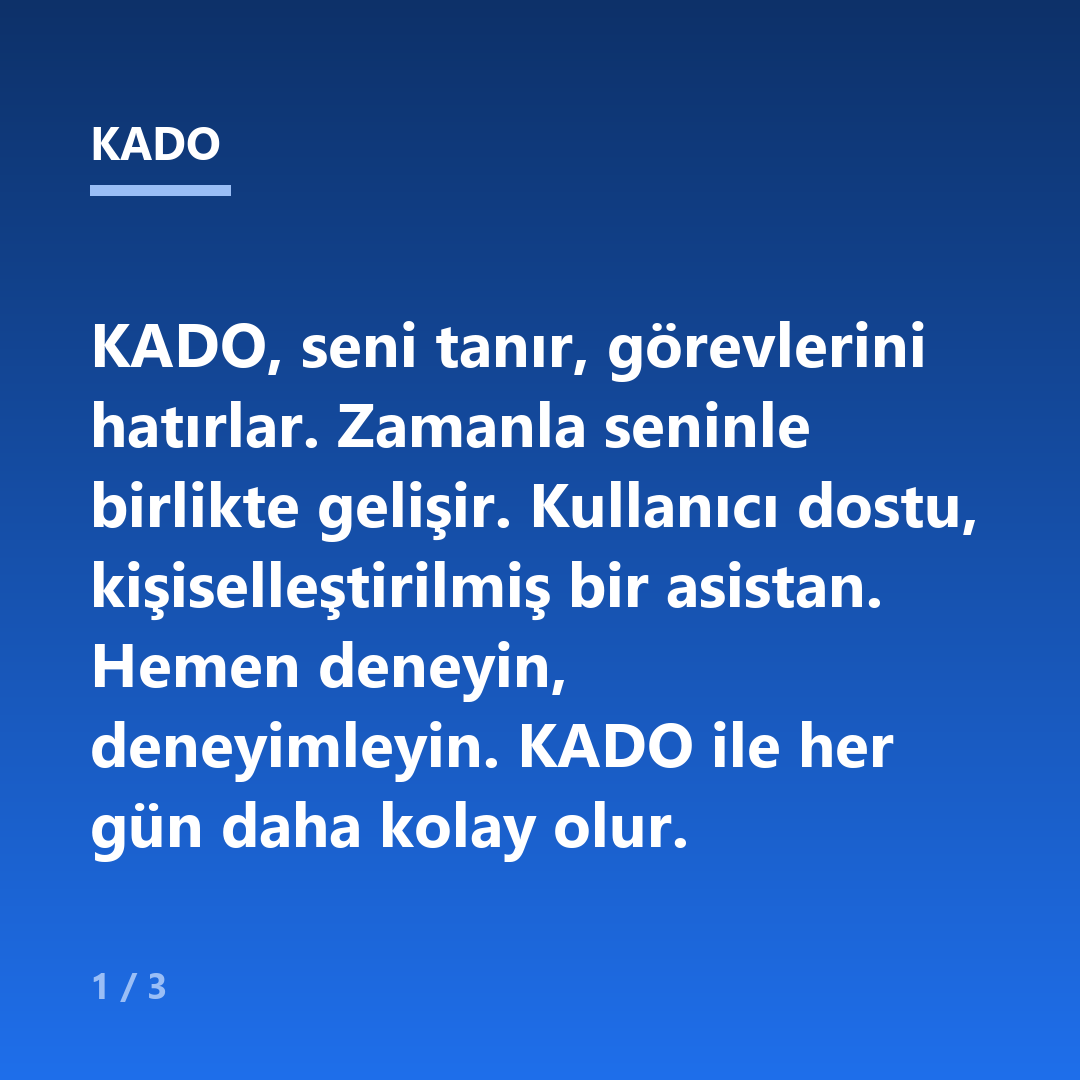 KADO
KADO, seni tanır, görevlerini
hatırlar. Zamanla seninle
birlikte gelişir. Kullanıcı dostu,
kişiselleştirilmiş bir asistan.
Hemen deneyin,
deneyimleyin. KADO ile her
gün daha kolay olur.
1 / 3